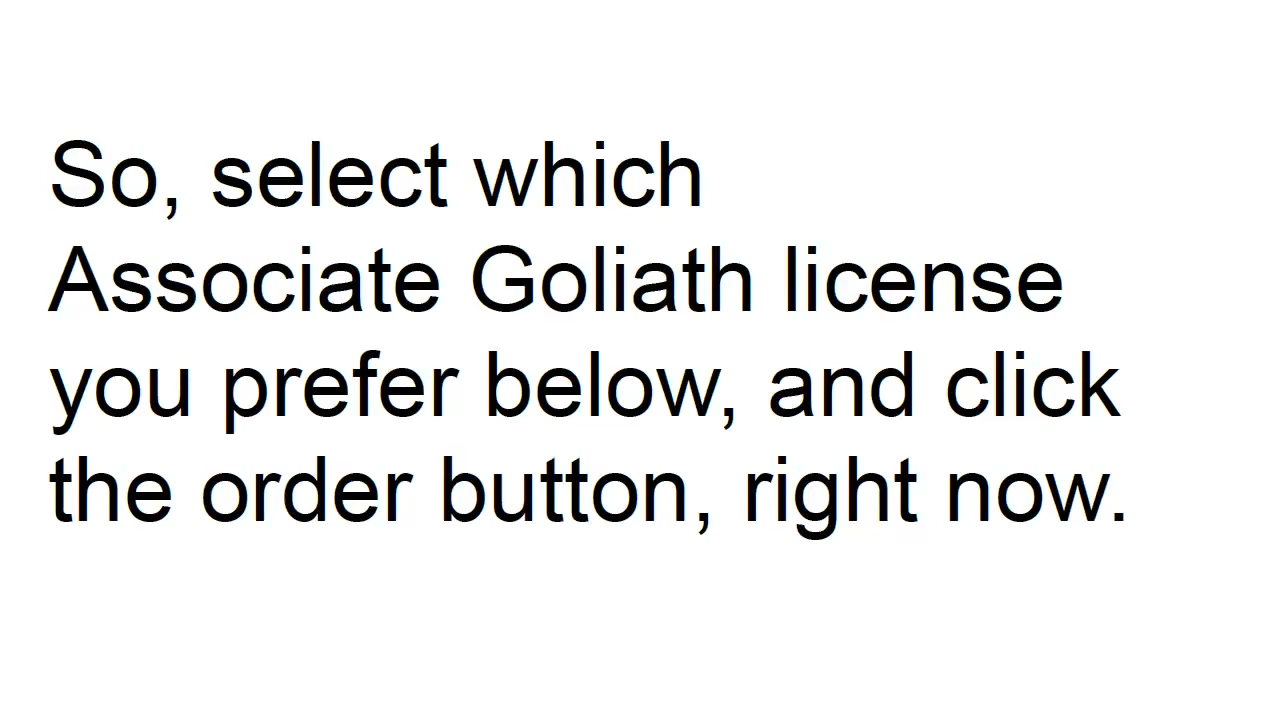 So, select which
Associate Goliath license
you prefer below, and click
the order button, right now.